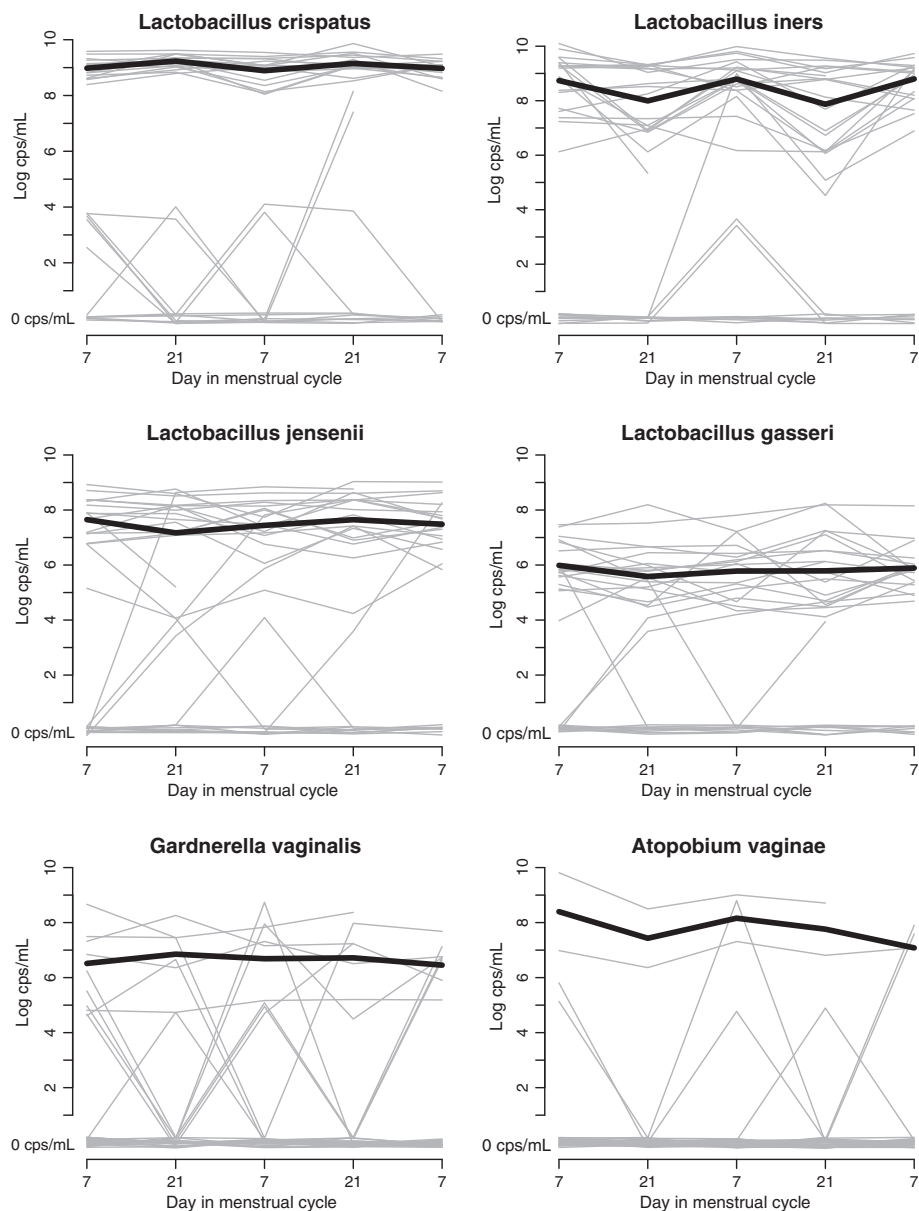 Lactobacillus crispatus
Log cps/mL
10
8
6
4
2
0 cps/mL
7 21 7 21 7
Day in menstrual cycle
Lactobacillus iners
Log cps/mL
10
8
6
4
2
0 cps/mL
7 21 7 21 7
Day in menstrual cycle
Lactobacillus jensenii
Log cps/mL
10
8
6
4
2
0 cps/mL
7 21 7 21 7
Day in menstrual cycle
Lactobacillus gasseri
Log cps/mL
10
8
6
4
2
0 cps/mL
7 21 7 21 7
Day in menstrual cycle
Gardnerella vaginalis
Log cps/mL
10
8
6
4
2
0 cps/mL
7 21 7 21 7
Day in menstrual cycle
Atopobium vaginae
Log cps/mL
10
8
6
4
2
0 cps/mL
7 21 7 21 7
Day in menstrual cycle